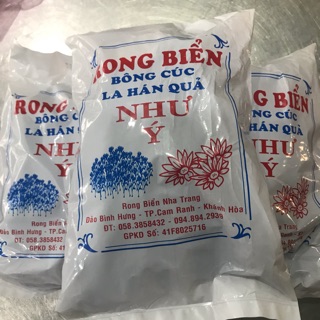 RONG BIỂN
BÔNG CÚC
LA HÁN QUẢ
NHƯ
Ý
Rong Biển Nha Trang
Đảo Bình Hưng - TP.Cam Ranh - Khánh Hòa
ĐT: 058.3858432 - 094.894.2939
GPKD Số: 41F8025716